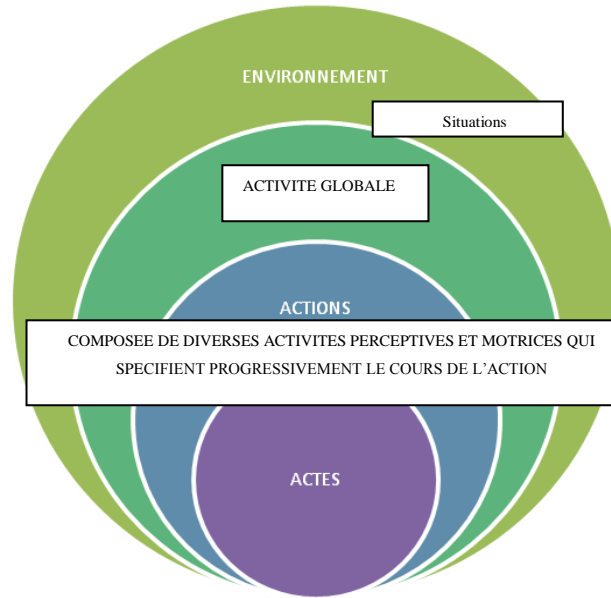 ENVIRONNEMENT
Situations
ACTIVITE GLOBALE
ACTIONS
COMPOSEE DE DIVERSES ACTIVITES PERCEPTIVES ET MOTRICES QUI
SPECIFIENT PROGRESSIVEMENT LE COURS DE L’ACTION
ACTES